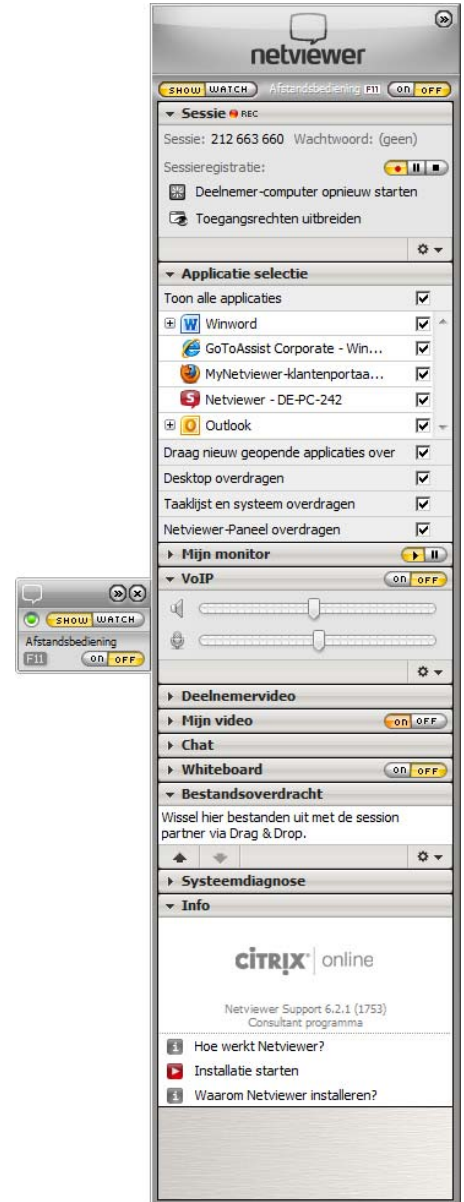 netviewer
SHOW WATCH Afstandsbediening F11 on OFF
Sessie REC
Sessie: 212 663 660 Wachtwoord: (geen)
Sessieregistratie:
Deelnemer-computer opnieuw starten
Toegangsrechten uitbreiden
Applicatie selectie
Toon alle applicaties
Winword
GoToAssist Corporate - Win...
MyNetviewer-klantenportaa...
Netviewer - DE-PC-242
Outlook
Draag nieuw geopende applicaties over
Desktop overdragen
Taaklijst en systeem overdragen
Netviewer-Paneel overdragen
Mijn monitor
VoIP on OFF
SHOW WATCH
Afstandsbediening
F11 on OFF
Deelnemervideo
Mijn video on OFF
Chat
Whiteboard on OFF
Bestandsoverdracht
Wissel hier bestanden uit met de session
partner via Drag & Drop.
Systeemdiagnose
Info
CITRIX online
Netviewer Support 6.2.1 (1753)
Consultant programma
Hoe werkt Netviewer?
Installatie starten
Waarom Netviewer installeren?